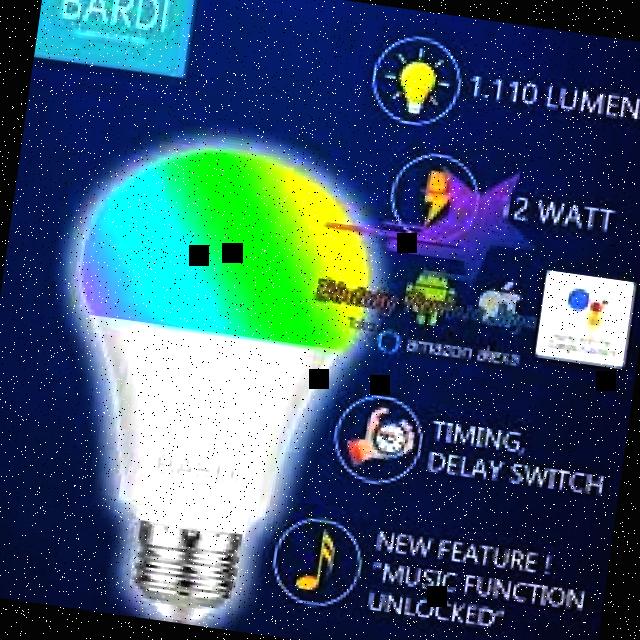 BARDI
1.110 LUMEN
12 WATT
amazon alexa
TIMING,
DELAY SWITCH
NEW FEATURE !
"MUSIC FUNCTION
UNLOCKED"